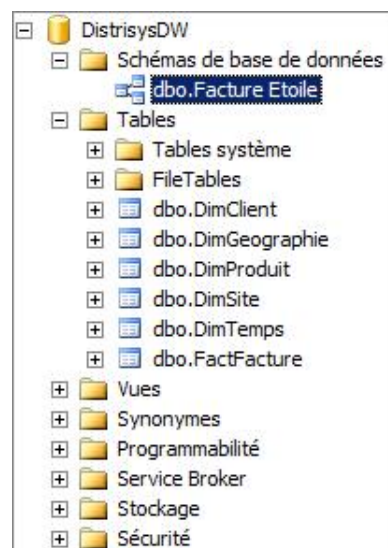 DistrisysDW
Schémas de base de données
dbo.Facture Etoile
Tables
Tables système
FileTables
dbo.DimClient
dbo.DimGeographie
dbo.DimProduit
dbo.DimSite
dbo.DimTemps
dbo.FactFacture
Vues
Synonymes
Programmabilité
Service Broker
Stockage
Sécurité